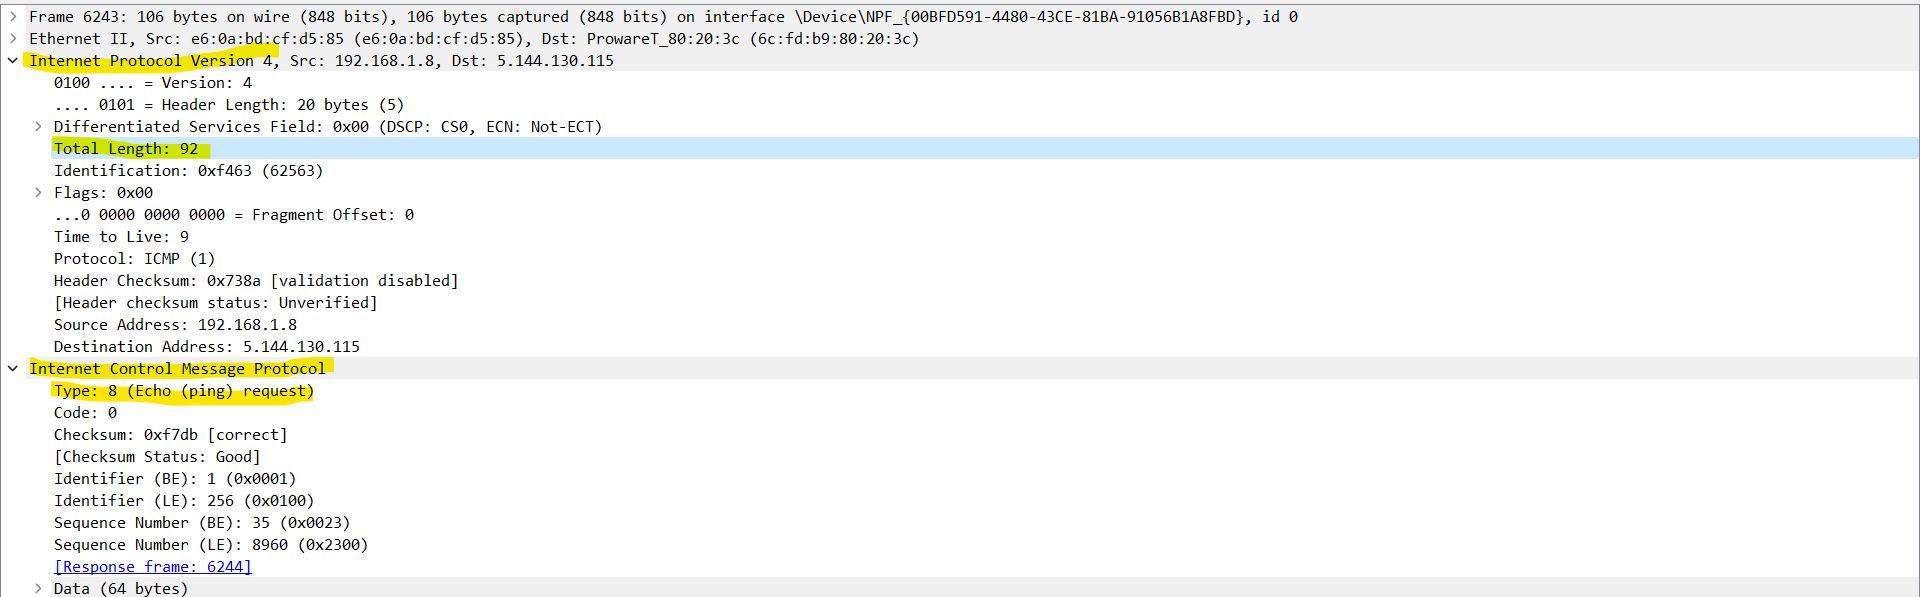 Frame 6243: 106 bytes on wire (848 bits), 106 bytes captured (848 bits) on interface \Device\NPF_{00BFD591-4480-43CE-81BA-91056B1A8FBD}, id 0
Ethernet II, Src: e6:0a:bd:cf:d5:85 (e6:0a:bd:cf:d5:85), Dst: ProwareT_80:20:3c (6c:fd:b9:80:20:3c)
Internet Protocol Version 4, Src: 192.168.1.8, Dst: 5.144.130.115
0100 .... = Version: 4
.... 0101 = Header Length: 20 bytes (5)
Differentiated Services Field: 0x00 (DSCP: CS0, ECN: Not-ECT)
Total Length: 92
Identification: 0xf463 (62563)
Flags: 0x00
...0 0000 0000 0000 = Fragment Offset: 0
Time to Live: 9
Protocol: ICMP (1)
Header Checksum: 0x738a [validation disabled]
[Header checksum status: Unverified]
Source Address: 192.168.1.8
Destination Address: 5.144.130.115
Internet Control Message Protocol
Type: 8 (Echo (ping) request)
Code: 0
Checksum: 0xf7db [correct]
[Checksum Status: Good]
Identifier (BE): 1 (0x0001)
Identifier (LE): 256 (0x0100)
Sequence Number (BE): 35 (0x0023)
Sequence Number (LE): 8960 (0x2300)
[Response frame: 6244]
Data (64 bytes)